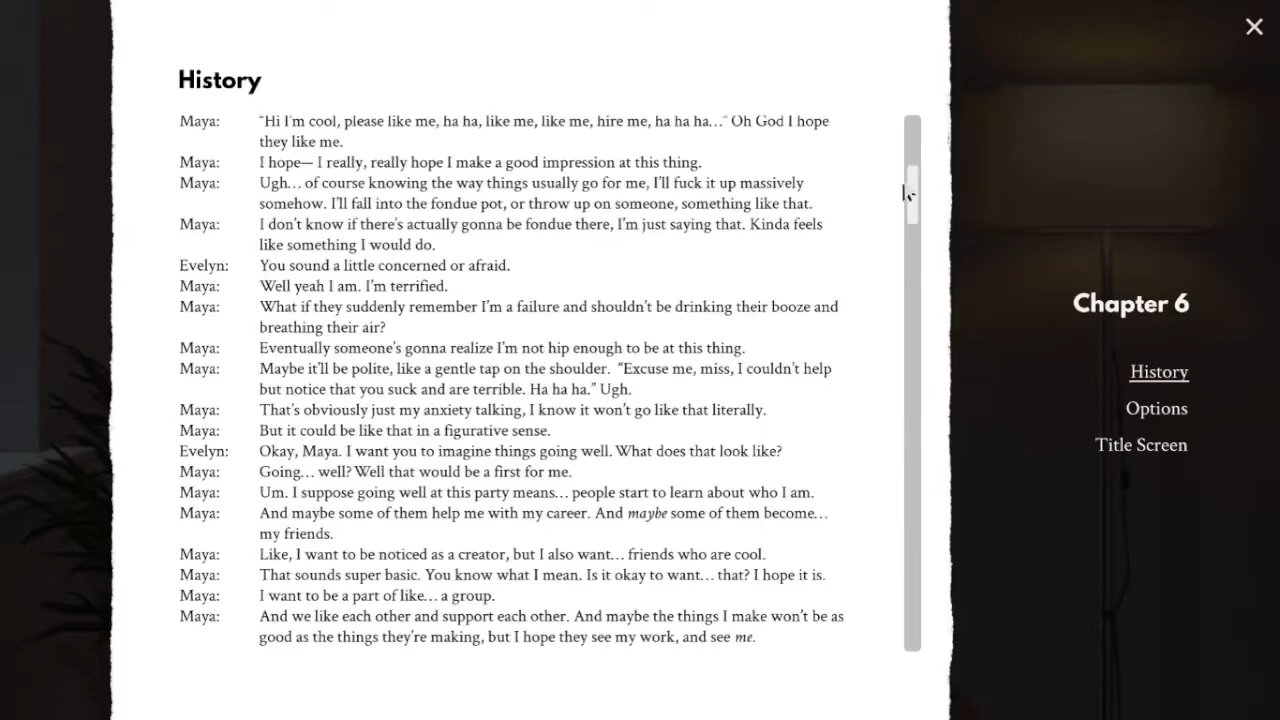 History
Maya: "Hi I'm cool, please like me, ha ha, like me, like me, hire me, ha ha ha…" Oh God I hope
they like me.
Maya: I hope— I really, really hope I make a good impression at this thing.
Maya: Ugh… of course knowing the way things usually go for me, I'll fuck it up massively
somehow. I'll fall into the fondue pot, or throw up on someone, something like that.
Maya: I don't know if there's actually gonna be fondue there, I'm just saying that. Kinda feels
like something I would do.
Evelyn: You sound a little concerned or afraid.
Maya: Well yeah I am. I'm terrified.
Maya: What if they suddenly remember I'm a failure and shouldn't be drinking their booze and
breathing their air?
Maya: Eventually someone's gonna realize I'm not hip enough to be at this thing.
Maya: Maybe it'll be polite, like a gentle tap on the shoulder. "Excuse me, miss, I couldn't help
but notice that you suck and are terrible. Ha ha ha." Ugh.
Maya: That's obviously just my anxiety talking, I know it won't go like that literally.
Maya: But it could be like that in a figurative sense.
Evelyn: Okay, Maya. I want you to imagine things going well. What does that look like?
Maya: Going… well? Well that would be a first for me.
Maya: Um. I suppose going well at this party means… people start to learn about who I am.
Maya: And maybe some of them help me with my career. And maybe some of them become…
my friends.
Maya: Like, I want to be noticed as a creator, but I also want… friends who are cool.
Maya: That sounds super basic. You know what I mean. Is it okay to want… that? I hope it is.
Maya: I want to be a part of like… a group.
Maya: And we like each other and support each other. And maybe the things I make won't be as
good as the things they're making, but I hope they see my work, and see me.
Chapter 6
History
Options
Title Screen